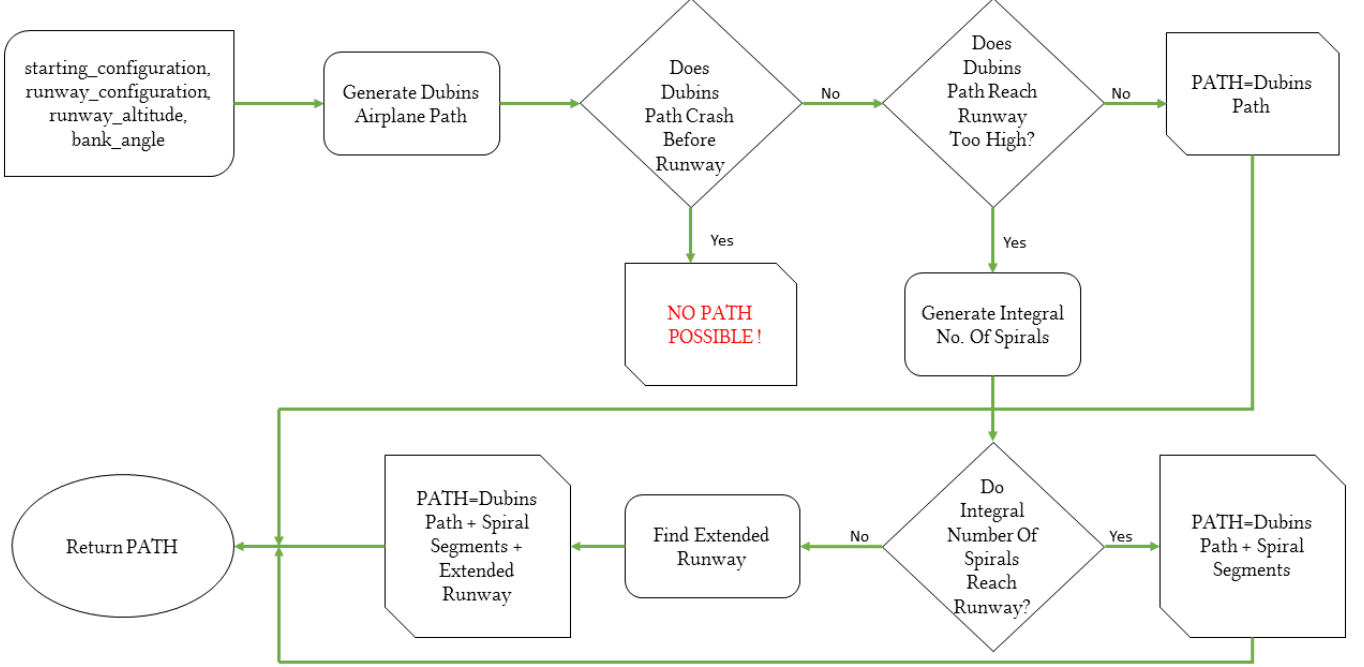 starting_configuration,
runway_configuration,
runway_altitude,
bank_angle
Generate Dubins
Airplane Path
Does
Dubins
Path Crash
Before
Runway
No
Does
Dubins
Path Reach
Runway
Too High?
No
PATH=Dubins
Path
Yes
NO PATH
POSSIBLE !
Yes
Generate Integral
No. Of Spirals
Do
Integral
Number Of
Spirals
Reach
Runway?
Yes
PATH=Dubins
Path + Spiral
Segments
No
Find Extended
Runway
PATH=Dubins
Path + Spiral
Segments +
Extended
Runway
Return PATH